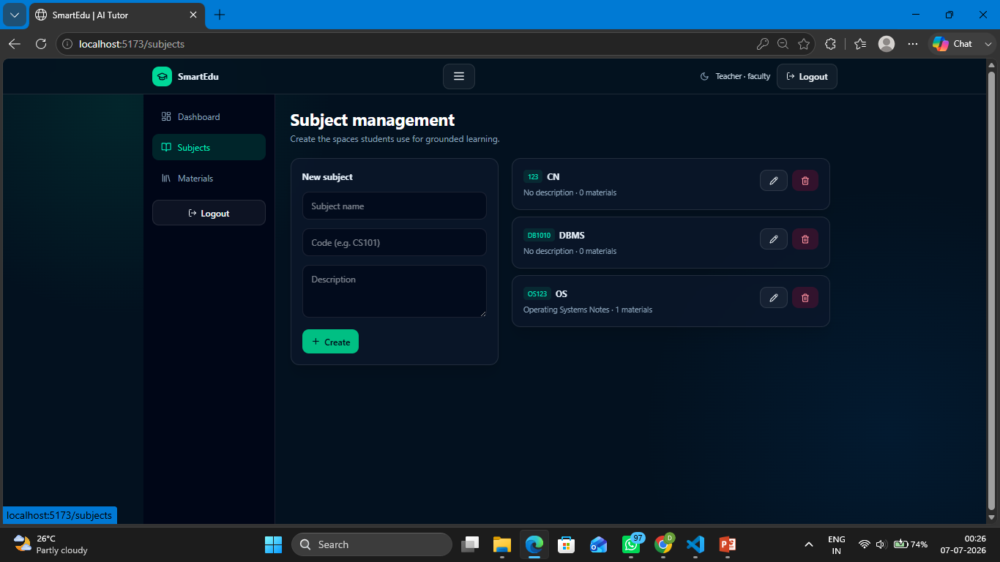 SmartEdu | AI Tutor
localhost:5173/subjects
Chat
SmartEdu
Teacher · faculty
Logout
Dashboard
Subjects
Materials
Logout
Subject management
Create the spaces students use for grounded learning.
New subject
Subject name
Code (e.g. CS101)
Description
+ Create
123 CN
No description · 0 materials
DB1010 DBMS
No description · 0 materials
OS123 OS
Operating Systems Notes · 1 materials
localhost:5173/subjects
26°C
Partly cloudy
Search
97
D
ENG
IN
74%
00:26
07-07-2026